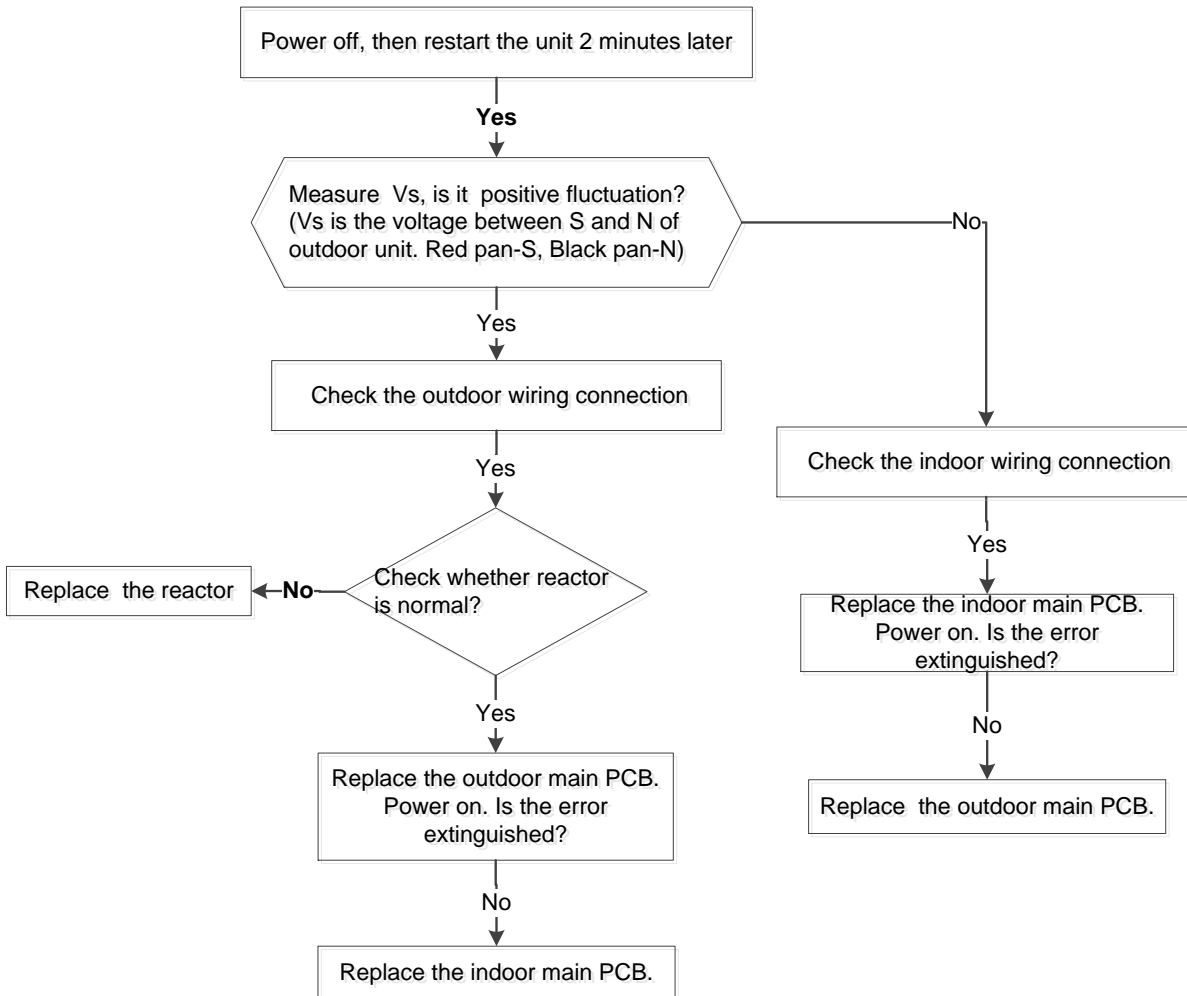 Power off, then restart the unit 2 minutes later
Yes
Measure Vs, is it positive fluctuation?
(Vs is the voltage between S and N of
outdoor unit. Red pan-S, Black pan-N)
No
Yes
Check the outdoor wiring connection
Yes
Check the indoor wiring connection
Yes
Check whether reactor
is normal?
No
Replace the reactor
Replace the indoor main PCB.
Power on. Is the error
extinguished?
Yes
No
Replace the outdoor main PCB.
Power on. Is the error
extinguished?
Replace the outdoor main PCB.
No
Replace the indoor main PCB.